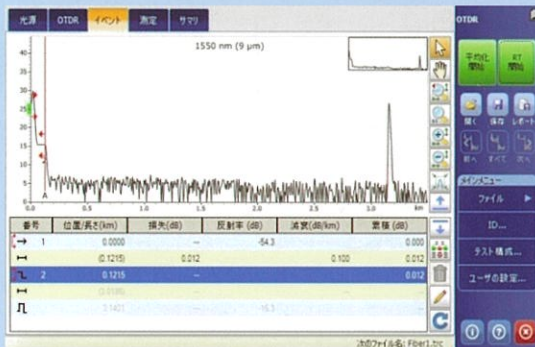 光源 OTDR イベント 測定 サマリ
OTDR
1550 nm (9 µm)
平均化
開始
RT
開始
40
35
30
20
15
10
5
0
0.0 0.5 1.0 1.5 2.0 2.5 3.0 km
A
開く 保存 レポート
前へ すべて 次へ
メインメニュー
ファイル
ID...
テスト構成...
ユーザの設定...
番号 位置/長さ(km) 損失(dB) 反射率 (dB) 減衰(dB/km) 累積 (dB)
1 0.0000 -- -54.3 0.000
(0.1215) 0.012 0.100 0.012
2 0.1215 -- 0.012
次のファイル名: Fiber1.trc